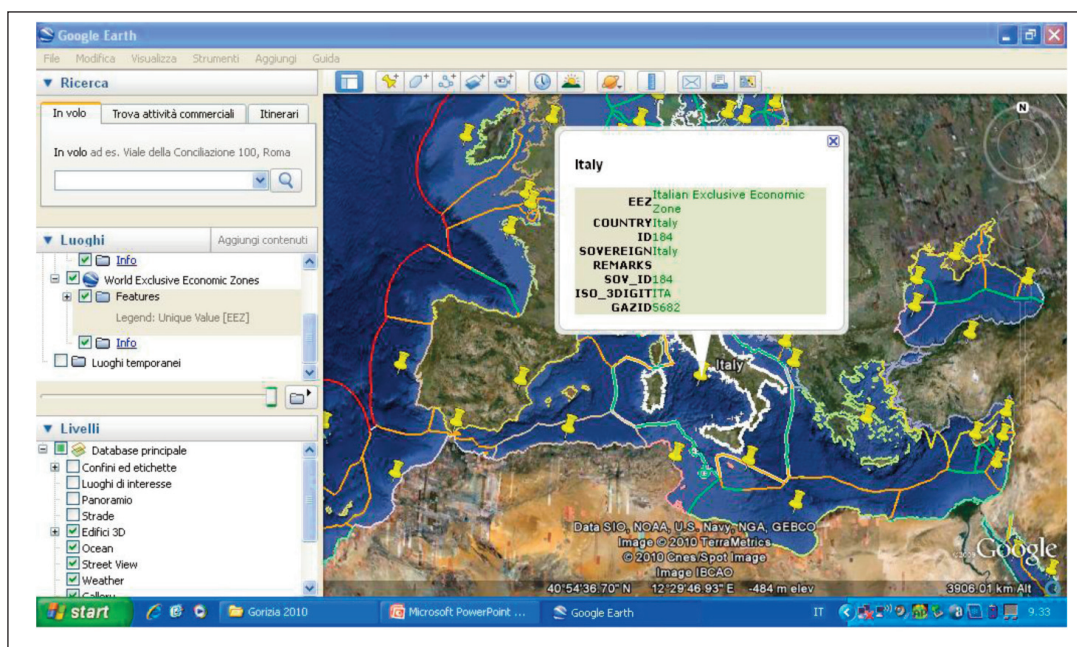 Google Earth
File Modifica Visualizza Strumenti Aggiungi Guida
Ricerca
In volo Trova attività commerciali Itinerari
In volo ad es. Viale della Conciliazione 100, Roma
Luoghi Aggiungi contenuti
Info
World Exclusive Economic Zones
Features
Legend: Unique Value [EEZ]
Info
Luoghi temporanei
Livelli
Database principale
Confini ed etichette
Luoghi di interesse
Panoramio
Strade
Edifici 3D
Ocean
Street View
Weather
N
Italy
EEZ Italian Exclusive Economic
Zone
COUNTRY Italy
ID 184
SOVEREIGN Italy
REMARKS
SOV_ID 184
ISO_3DIGIT ITA
GAZID 5682
Italy
Data SIO, NOAA, U.S. Navy, NGA, GEBCO
Image © 2010 TerraMetrics
© 2010 Cnes/Spot Image
Image IBCAO
©2009 Google
40°54'36.70" N 12°29'46.93" E -484 m elev 3906.01 km Alt
start Gorizia 2010 Microsoft PowerPoint ... Google Earth IT 9.33